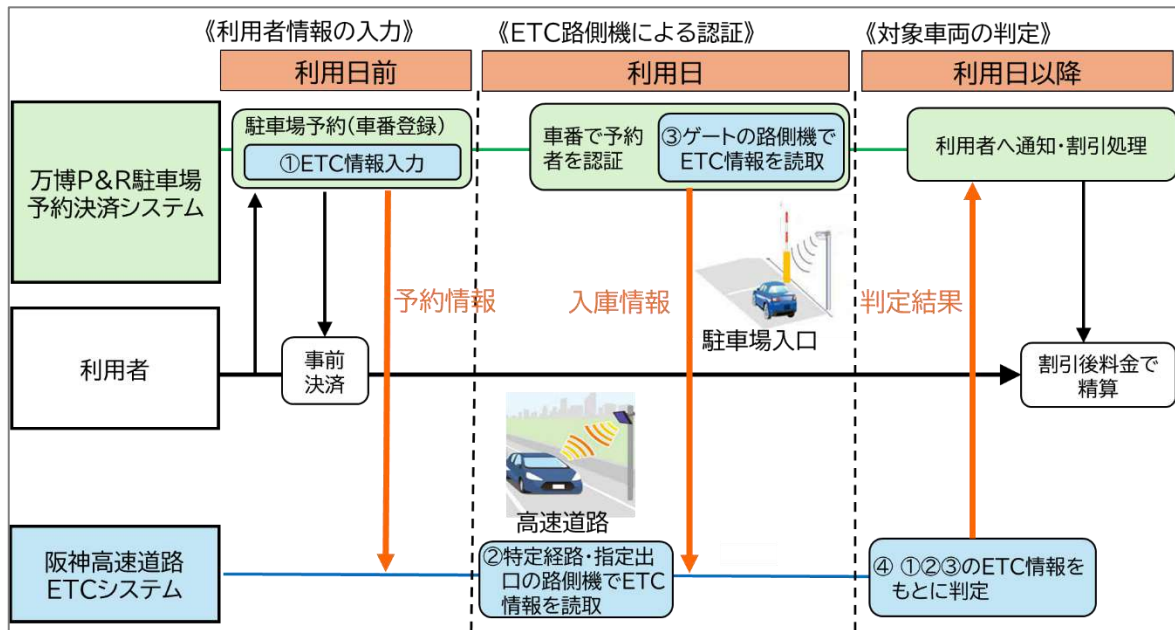 《利用者情報の入力》
《ETC路側機による認証》
《対象車両の判定》
利用日前
利用日
利用日以降
万博P&R駐車場
予約決済システム
駐車場予約(車番登録)
①ETC情報入力
車番で予約
者を認証
③ゲートの路側機で
ETC情報を読取
利用者へ通知・割引処理
予約情報
入庫情報
駐車場入口
判定結果
利用者
事前
決済
割引後料金で
精算
高速道路
阪神高速道路
ETCシステム
②特定経路・指定出
口の路側機でETC
情報を読取
④ ①②③のETC情報を
もとに判定